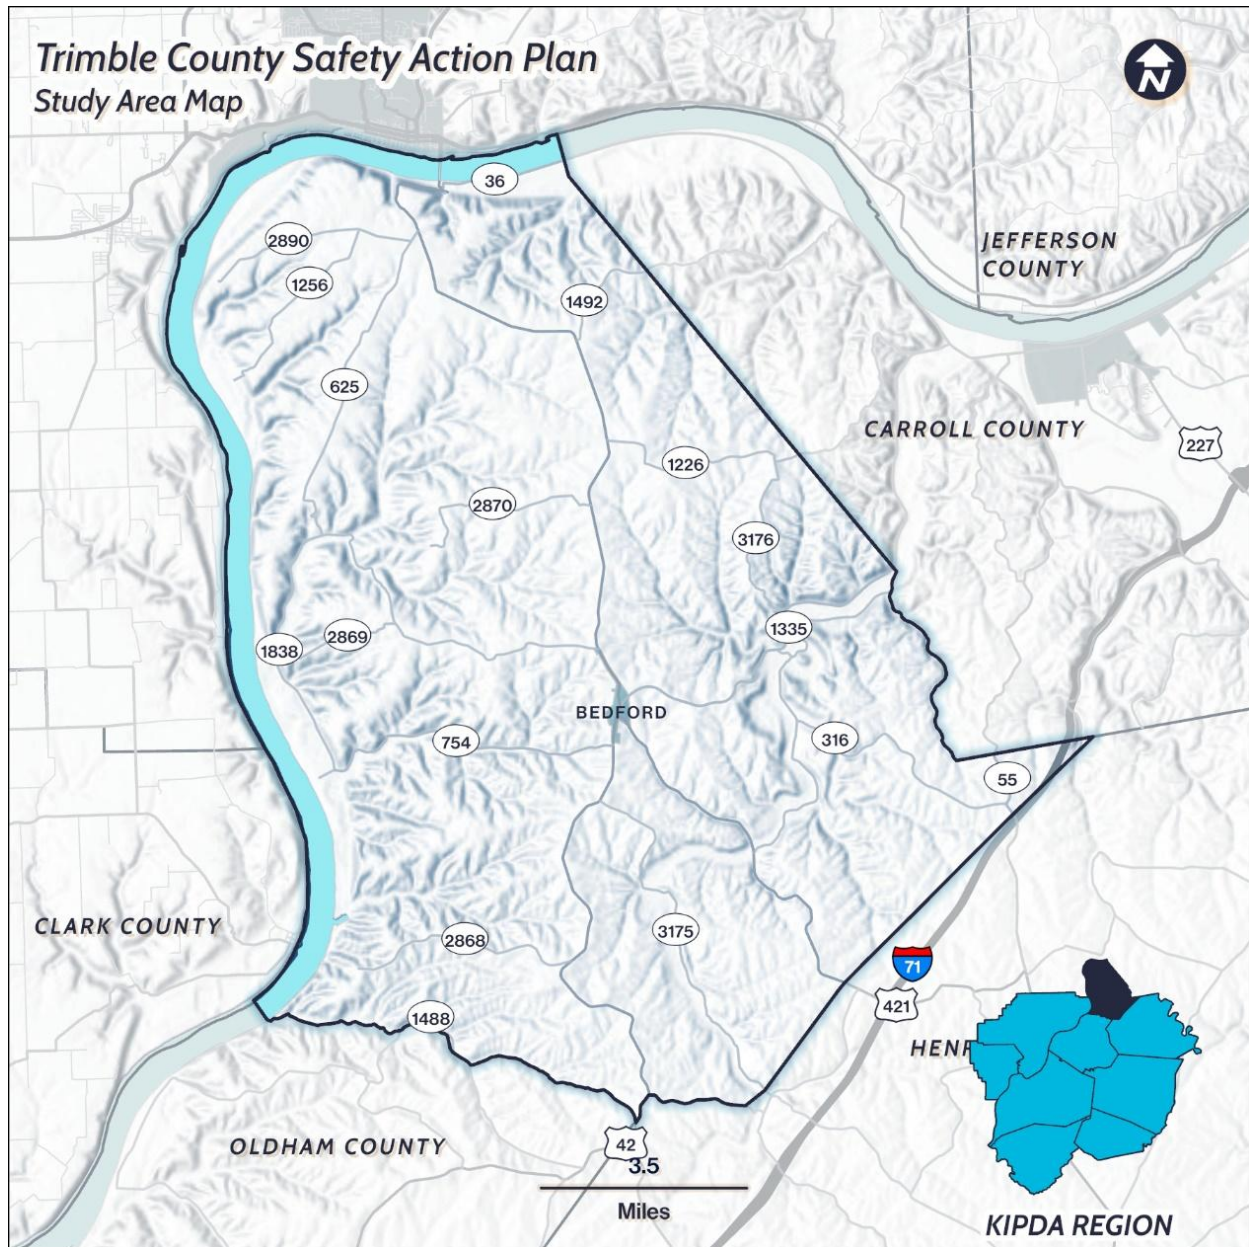 Trimble County Safety Action Plan
Study Area Map
N
36
2890
JEFFERSON
COUNTY
1256
1492
625
CARROLL COUNTY
227
1226
2870
3176
1335
2869
1838
BEDFORD
754
316
55
CLARK COUNTY
2868
3175
71
421
1488
HENR
OLDHAM COUNTY
42
3.5
Miles
KIPDA REGION